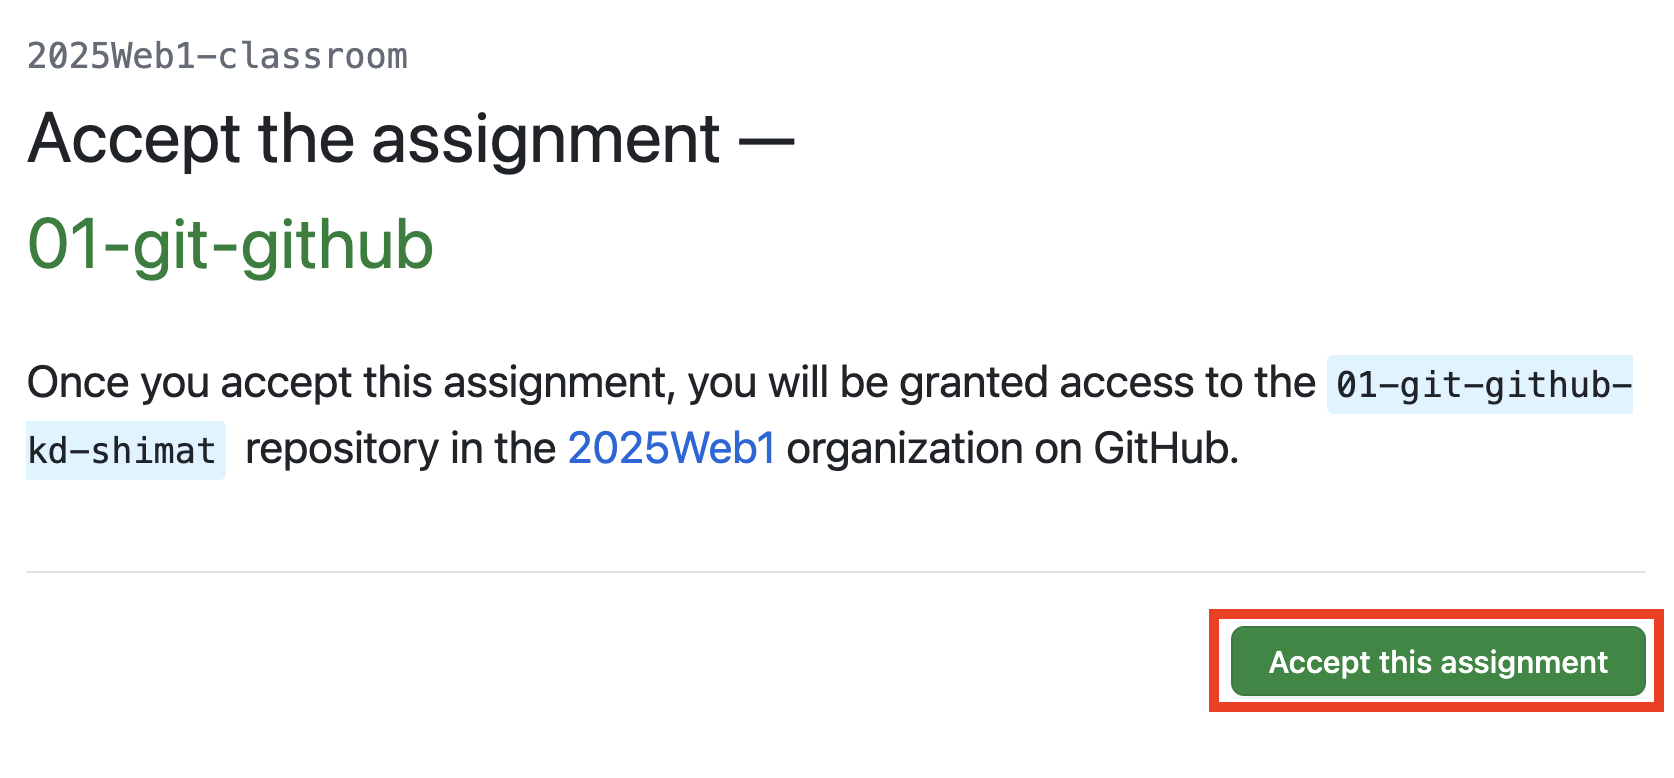 2025Web1-classroom
Accept the assignment —
01-git-github
Once you accept this assignment, you will be granted access to the 01-git-github-
kd-shimat repository in the 2025Web1 organization on GitHub.
Accept this assignment